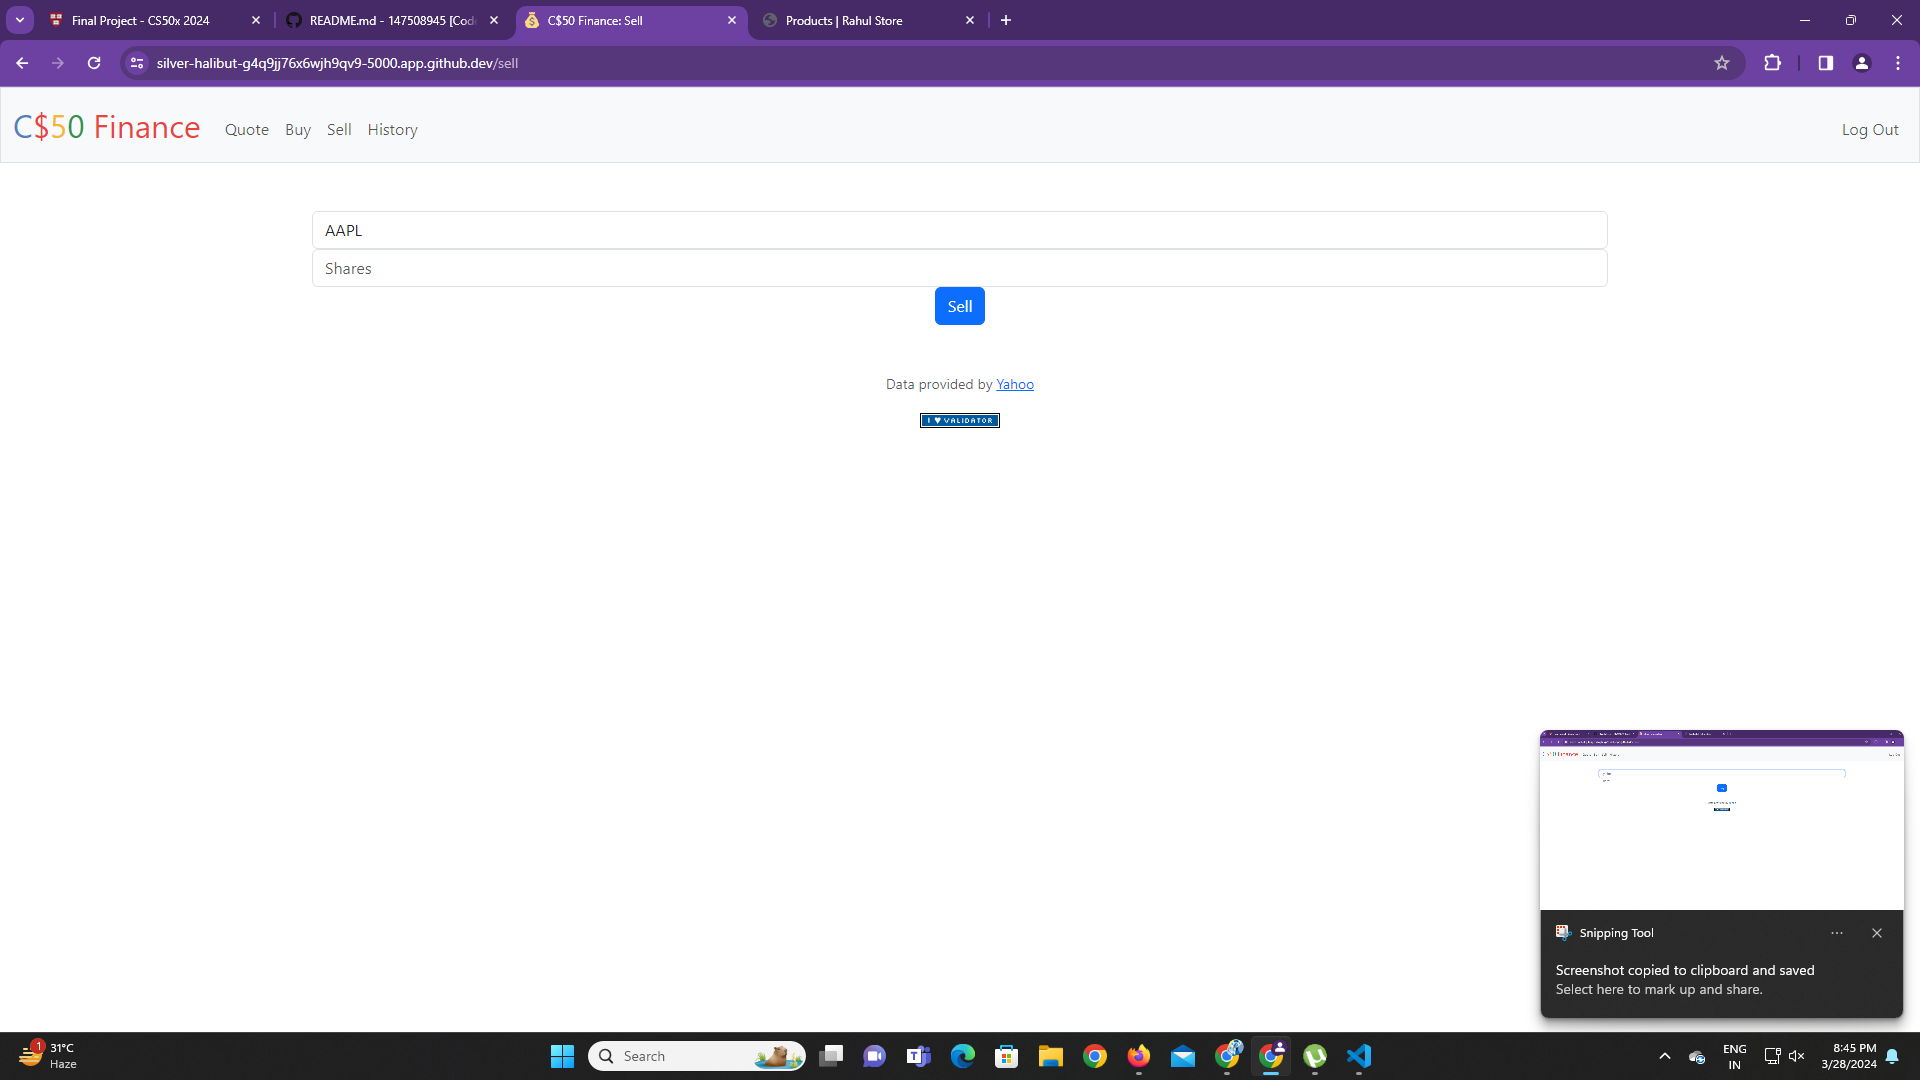 Final Project - CS50x 2024
README.md - 147508945 [Cod
C$50 Finance: Sell
Products | Rahul Store
silver-halibut-g4q9jj76x6wjh9qv9-5000.app.github.dev/sell
C$50 Finance
Quote
Buy
Sell
History
Log Out
AAPL
Shares
Sell
Data provided by Yahoo
I ♥ VALIDATOR
Snipping Tool
Screenshot copied to clipboard and saved
Select here to mark up and share.
1
31°C
Haze
Search
ENG
IN
8:45 PM
3/28/2024